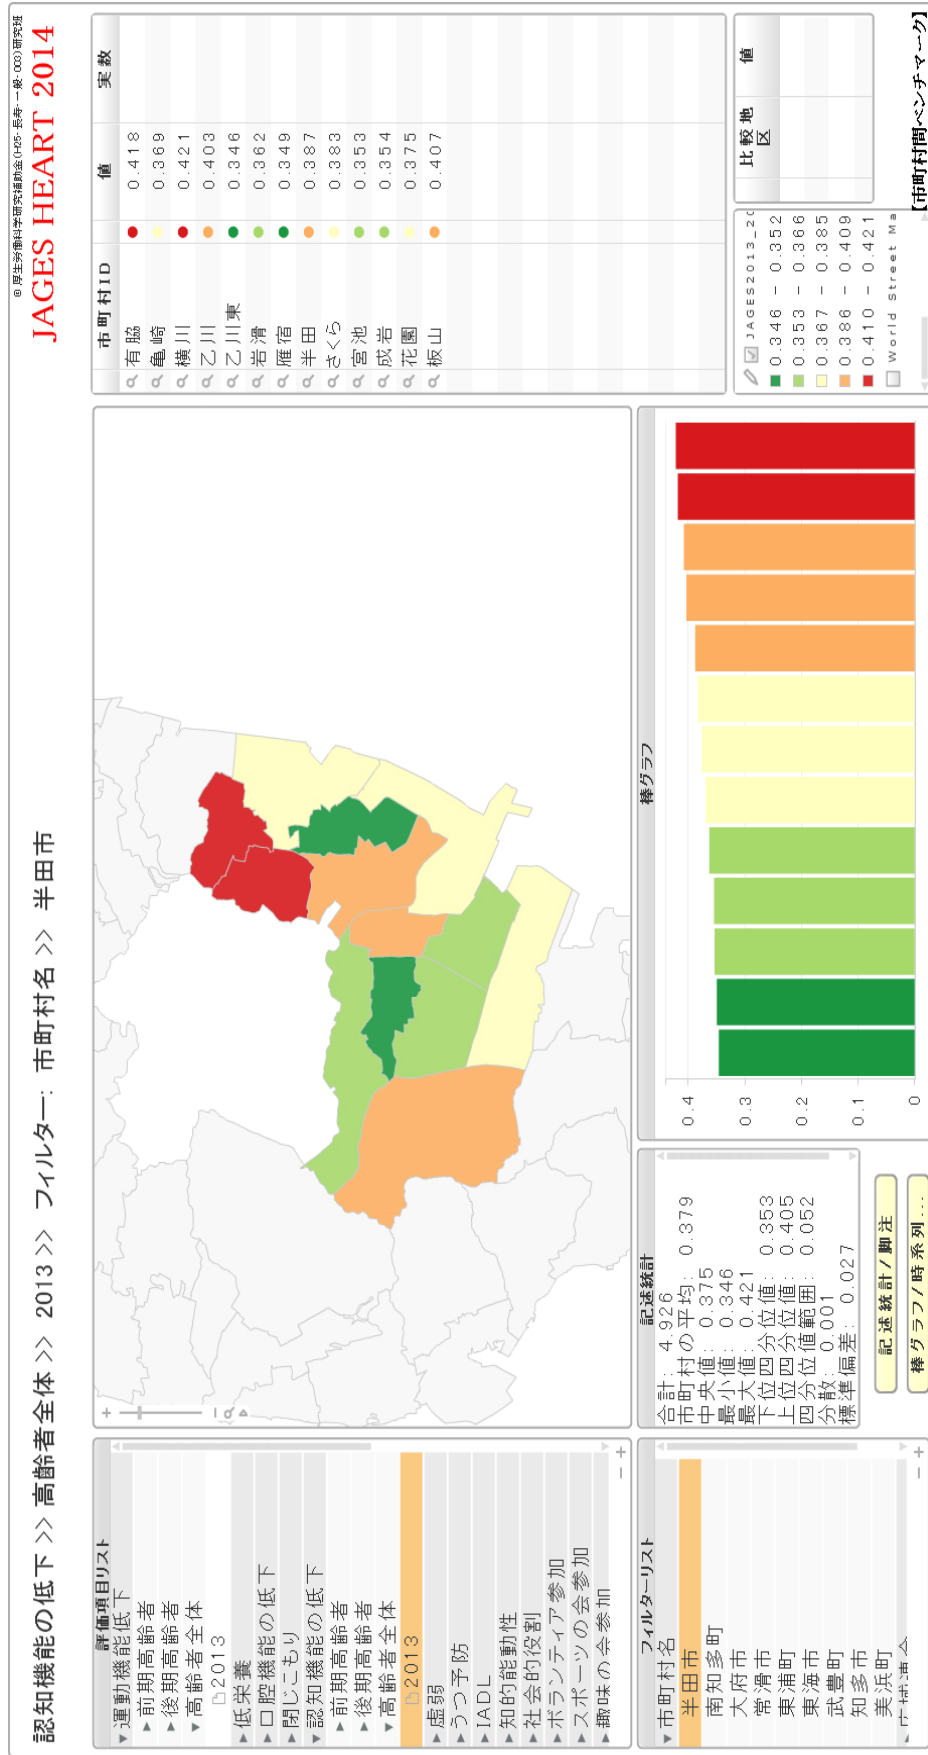 認知機能の低下 >> 高齢者全体 >> 2013 >> フィルター: 市町村名 >> 半田市
JAGES HEART 2014
評価項目リスト
▼運動機能低下
▶前期高齢者
▶後期高齢者
▼高齢者全体
2013
▶低栄養
▶口腔機能の低下
▶閉じこもり
▼認知機能の低下
▶前期高齢者
▶後期高齢者
▼高齢者全体
2013
▶虚弱
▶うつ予防
▶IADL
▶知的能動性
▶社会的役割
▶ボランティア参加
▶スポーツの会参加
▶趣味の会参加
フィルターリスト
▼市町村名
半田市
南知多町
大府市
常滑市
東浦町
東海市
武豊町
知多市
美浜町
市町村ID 値 実数
有脇 0.418
亀崎 0.369
横川 0.421
乙川 0.403
乙川東 0.346
岩滑 0.362
雁宿 0.349
半田 0.387
さくら 0.383
宮池 0.353
成岩 0.354
花園 0.375
板山 0.407
記述統計
合計: 4.926
市町村の平均: 0.379
中央値: 0.375
最小値: 0.346
最大値: 0.421
下位四分位値: 0.353
上位四分位値: 0.405
四分位値範囲: 0.052
分散: 0.001
標準偏差: 0.027
記述統計/脚注
棒グラフ/時系列...
棒グラフ
0.4
0.3
0.2
0.1
0
JAGES2013_20
0.346 - 0.352
0.353 - 0.366
0.367 - 0.385
0.386 - 0.409
0.410 - 0.421
World Street Ma
比較地区 値
【市町村間ベンチマーク】